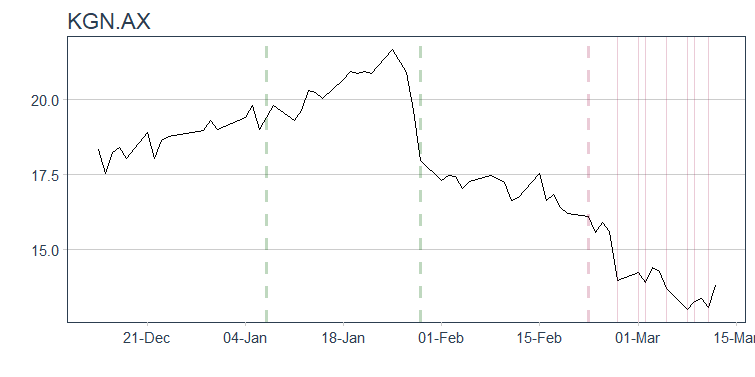 KGN.AX
20.0
17.5
15.0
21-Dec
04-Jan
18-Jan
01-Feb
15-Feb
01-Mar
15-Mar